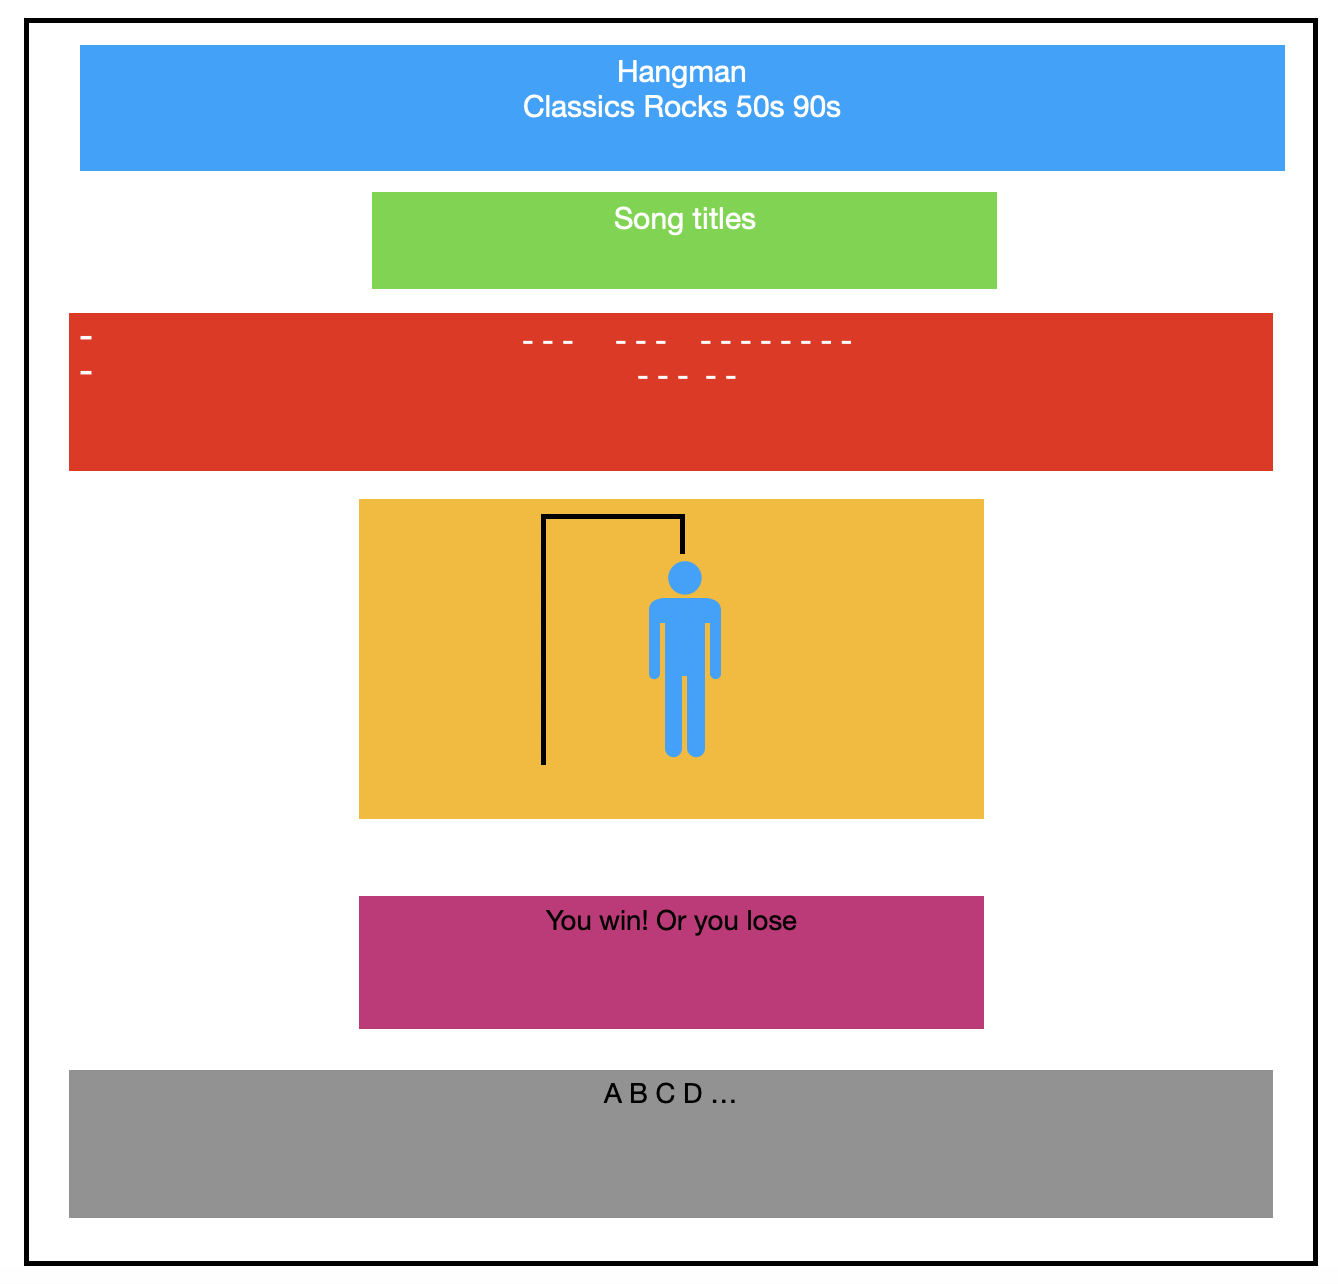 Hangman
Classics Rocks 50s 90s
Song titles
- - - -   - - -   - - - - - - - -
- - - - - -
You win! Or you lose
A B C D …